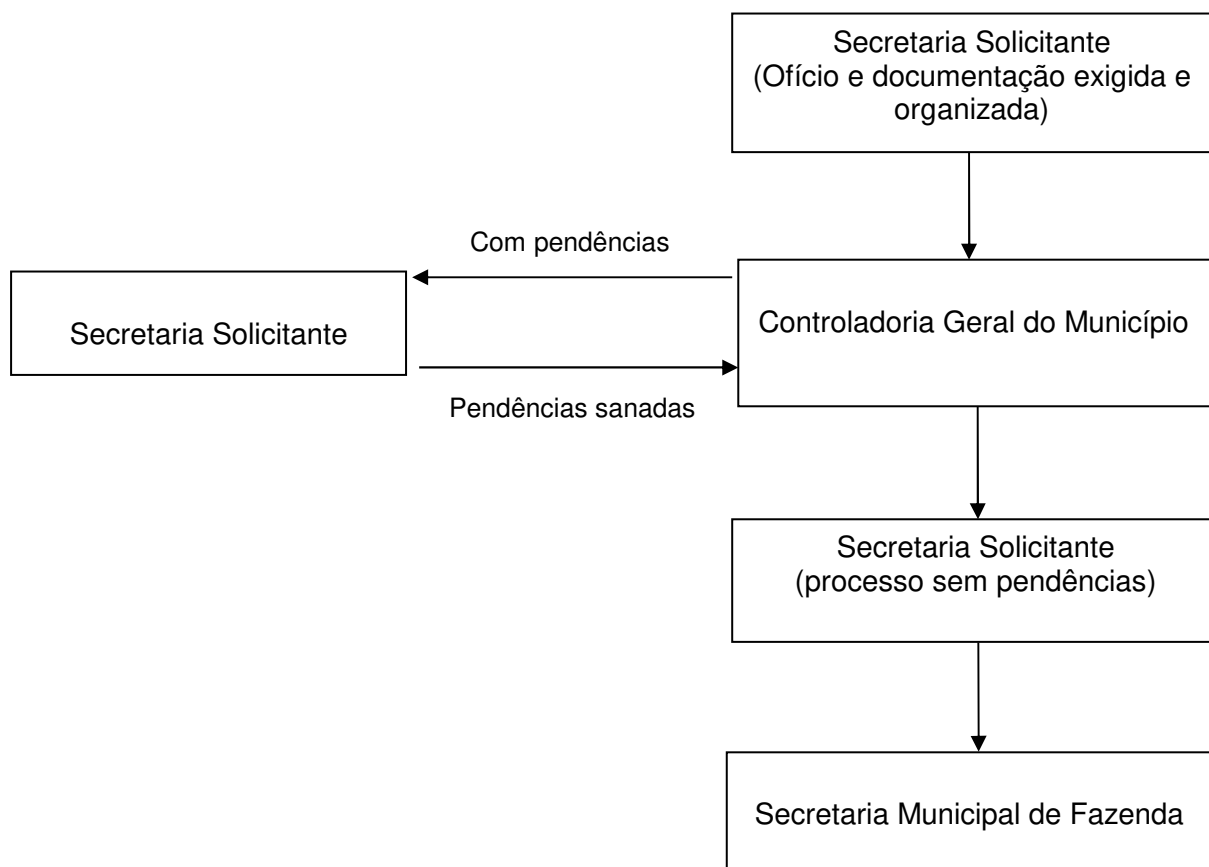 Secretaria Solicitante
(Ofício e documentação exigida e
organizada)
Com pendências
Secretaria Solicitante
Controladoria Geral do Município
Pendências sanadas
Secretaria Solicitante
(processo sem pendências)
Secretaria Municipal de Fazenda